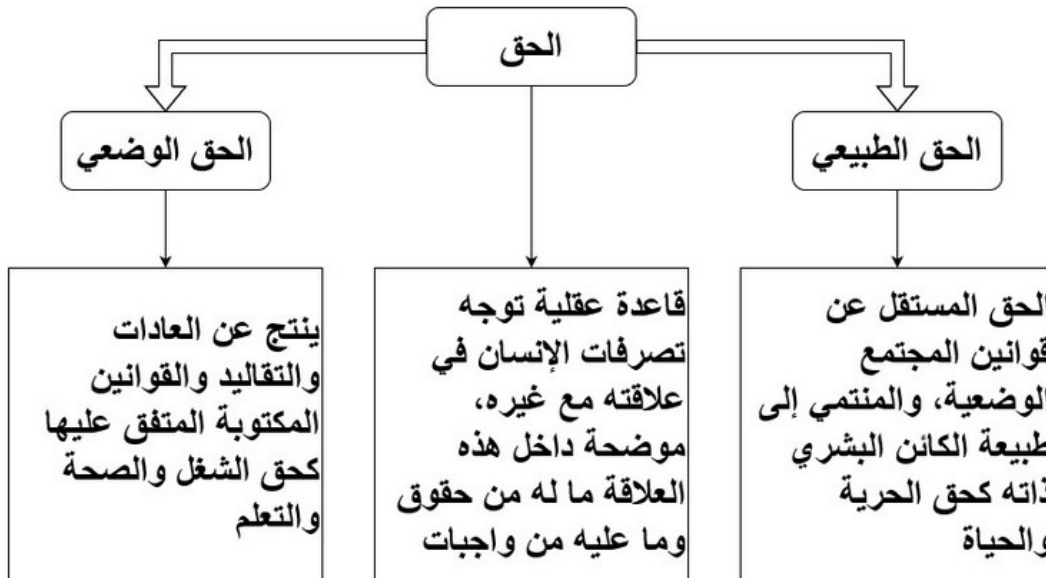 الحق
الحق الطبيعي
الحق الوضعي
الحق المستقل عن
قوانين المجتمع
الوضعية، والمنتمي إلى
طبيعة الكائن البشري
ذاته كحق الحرية
والحياة
قاعدة عقلية توجه
تصرفات الإنسان في
علاقته مع غيره،
موضحة داخل هذه
العلاقة ما له من حقوق
وما عليه من واجبات
ينتج عن العادات
والتقاليد والقوانين
المكتوبة المتفق عليها
كحق الشغل والصحة
والتعلم